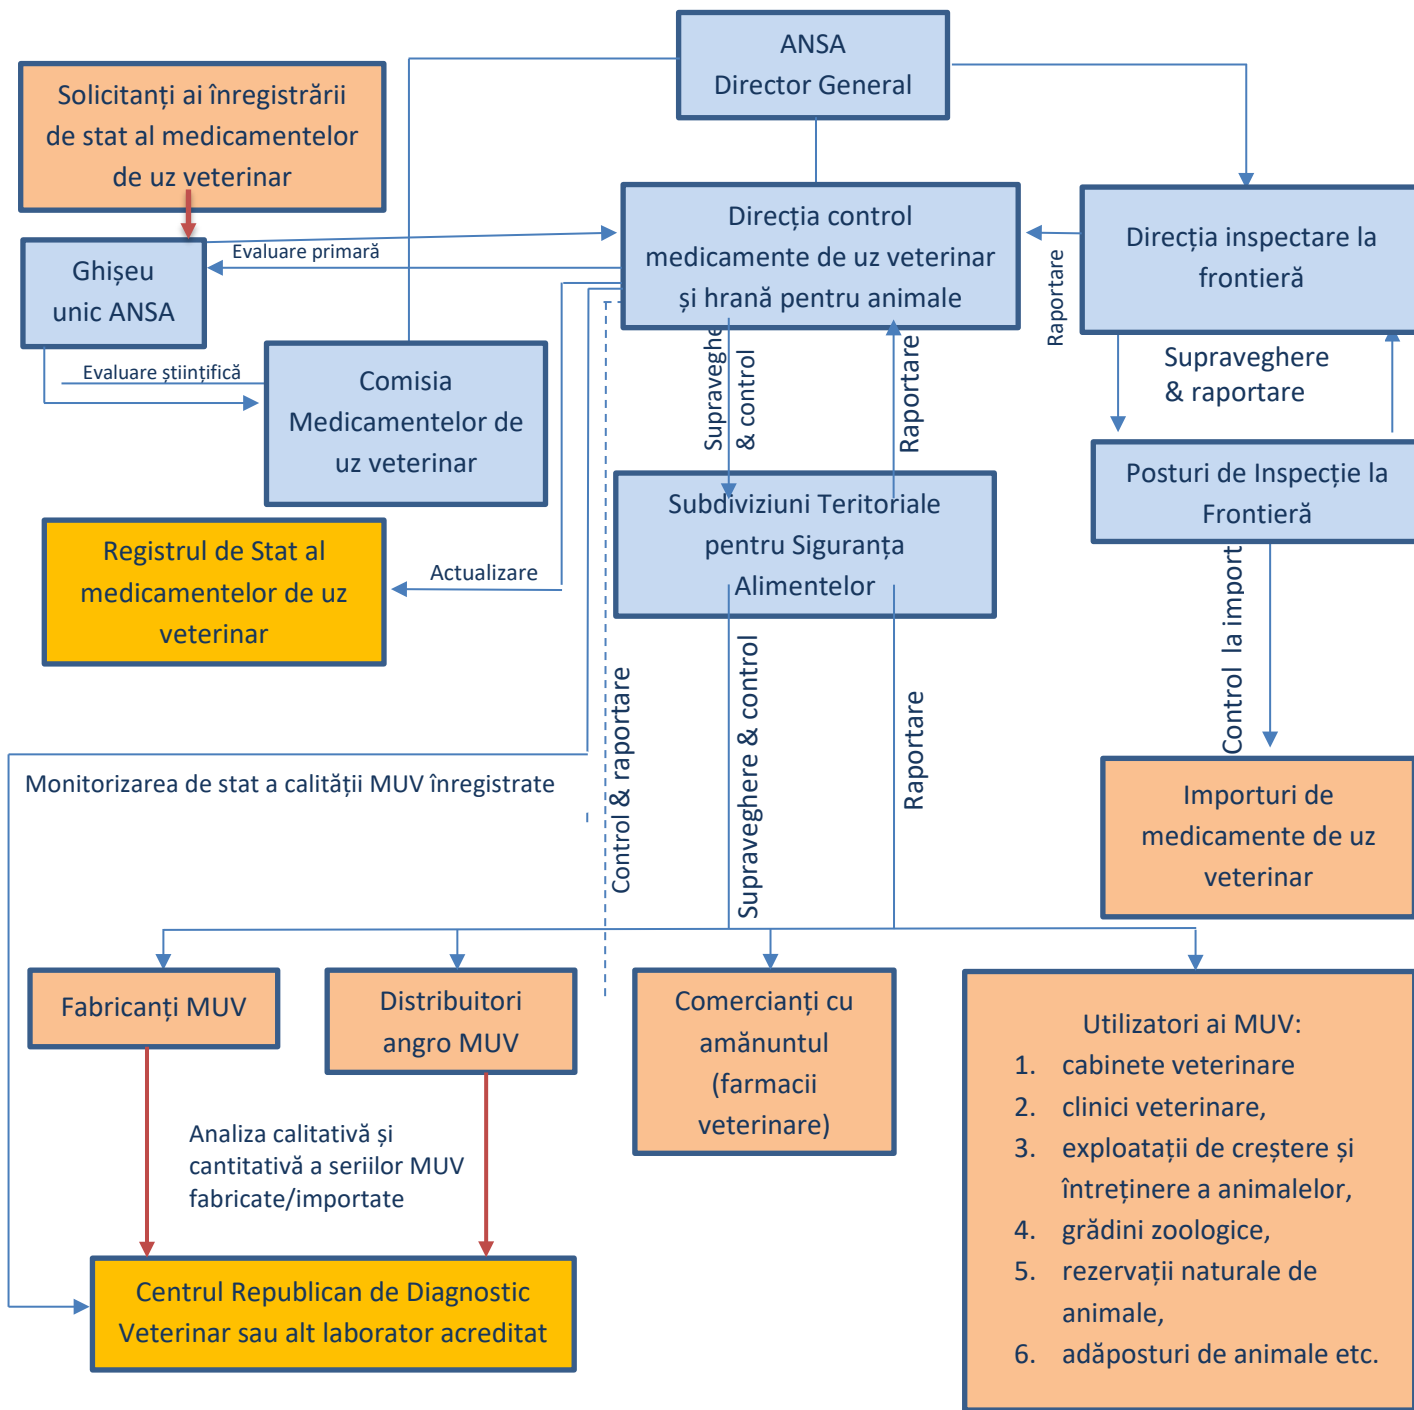 ANSA
Director General
Solicitanți ai înregistrării
de stat al medicamentelor
de uz veterinar
Direcția control
medicamente de uz veterinar
și hrană pentru animale
Direcția inspectare la
frontieră
Evaluare primară
Ghișeu
unic ANSA
Raportare
Supraveghere
& control
Raportare
Supraveghere
& raportare
Evaluare științifică
Comisia
Medicamentelor de
uz veterinar
Posturi de Inspecție la
Frontieră
Subdiviziuni Teritoriale
pentru Siguranța
Alimentelor
Registrul de Stat al
medicamentelor de uz
veterinar
Actualizare
Control la import
Control & raportare
Supraveghere & control
Raportare
Monitorizarea de stat a calității MUV înregistrate
Importuri de
medicamente de uz
veterinar
Fabricanți MUV
Distribuitori
angro MUV
Comercianți cu
amănuntul
(farmacii
veterinare)
Utilizatori ai MUV:
1. cabinete veterinare
2. clinici veterinare,
3. exploatații de creștere și
întreținere a animalelor,
4. grădini zoologice,
5. rezervații naturale de
animale,
6. adăposturi de animale etc.
Analiza calitativă și
cantitativă a seriilor MUV
fabricate/importate
Centrul Republican de Diagnostic
Veterinar sau alt laborator acreditat